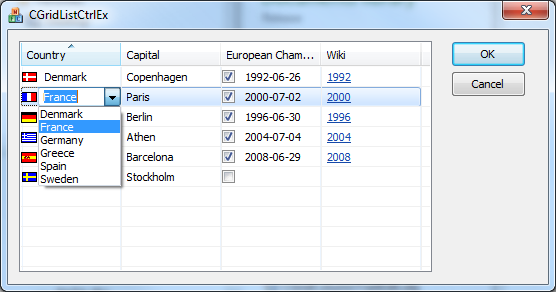 CGridListCtrlEx
Country Capital European Cham... Wiki
Denmark Copenhagen 1992-06-26 1992
France Paris 2000-07-02 2000
Berlin 1996-06-30 1996
Athen 2004-07-04 2004
Barcelona 2008-06-29 2008
Stockholm
Denmark
France
Germany
Greece
Spain
Sweden
OK
Cancel